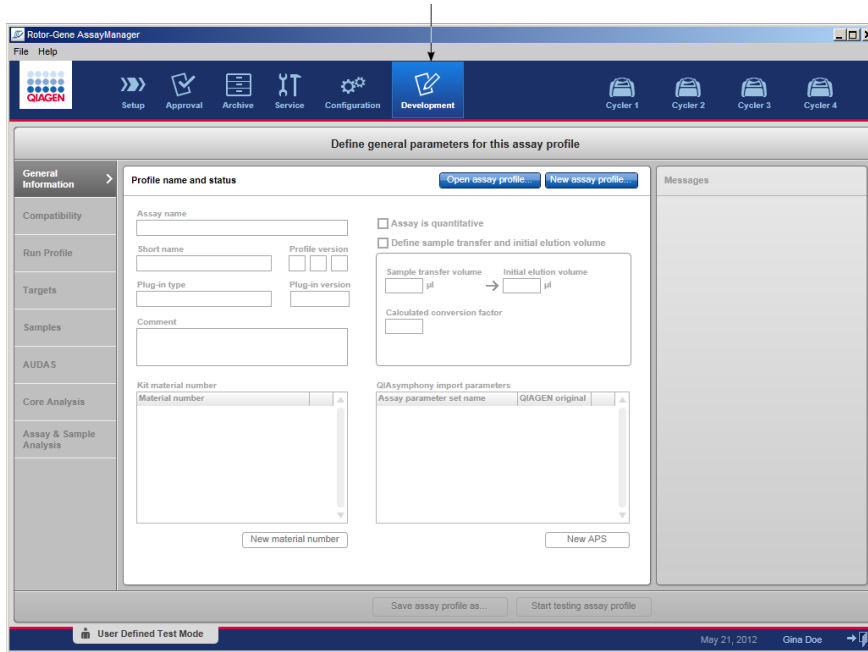 Rotor-Gene AssayManager
File Help
QIAGEN
Setup Approval Archive Service Configuration Development Cycler 1 Cycler 2 Cycler 3 Cycler 4
Define general parameters for this assay profile
General
Information
Compatibility
Run Profile
Targets
Samples
AUDAS
Core Analysis
Assay & Sample
Analysis
Profile name and status Open assay profile... New assay profile...
Assay name
Assay is quantitative
Define sample transfer and initial elution volume
Short name Profile version
Sample transfer volume Initial elution volume
µl µl
Plug-in type Plug-in version
Calculated conversion factor
Comment
Kit material number
Material number
New material number
QIAsymphony import parameters
Assay parameter set name QIAGEN original
New APS
Messages
Save assay profile as... Start testing assay profile
User Defined Test Mode
May 21, 2012 Gina Doe